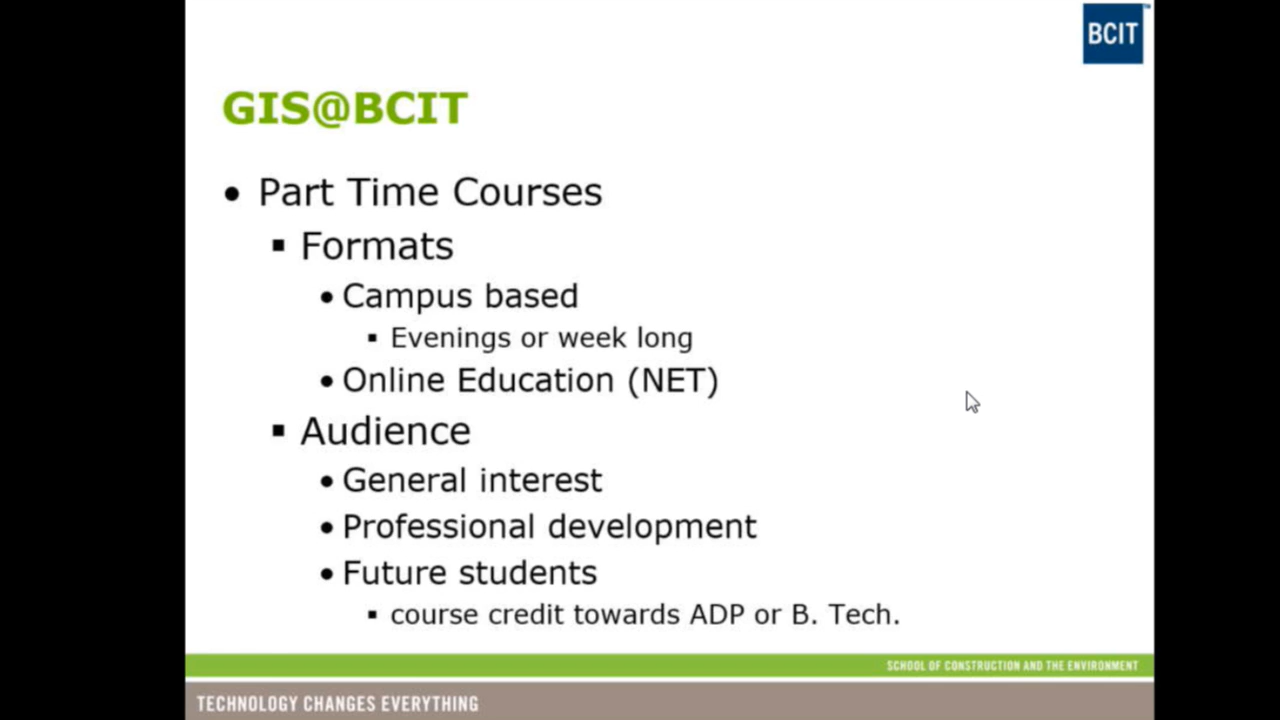 BCIT
GIS@BCIT
• Part Time Courses
▪ Formats
• Campus based
▪ Evenings or week long
• Online Education (NET)
▪ Audience
• General interest
• Professional development
• Future students
▪ course credit towards ADP or B. Tech.
SCHOOL OF CONSTRUCTION AND THE ENVIRONMENT
TECHNOLOGY CHANGES EVERYTHING